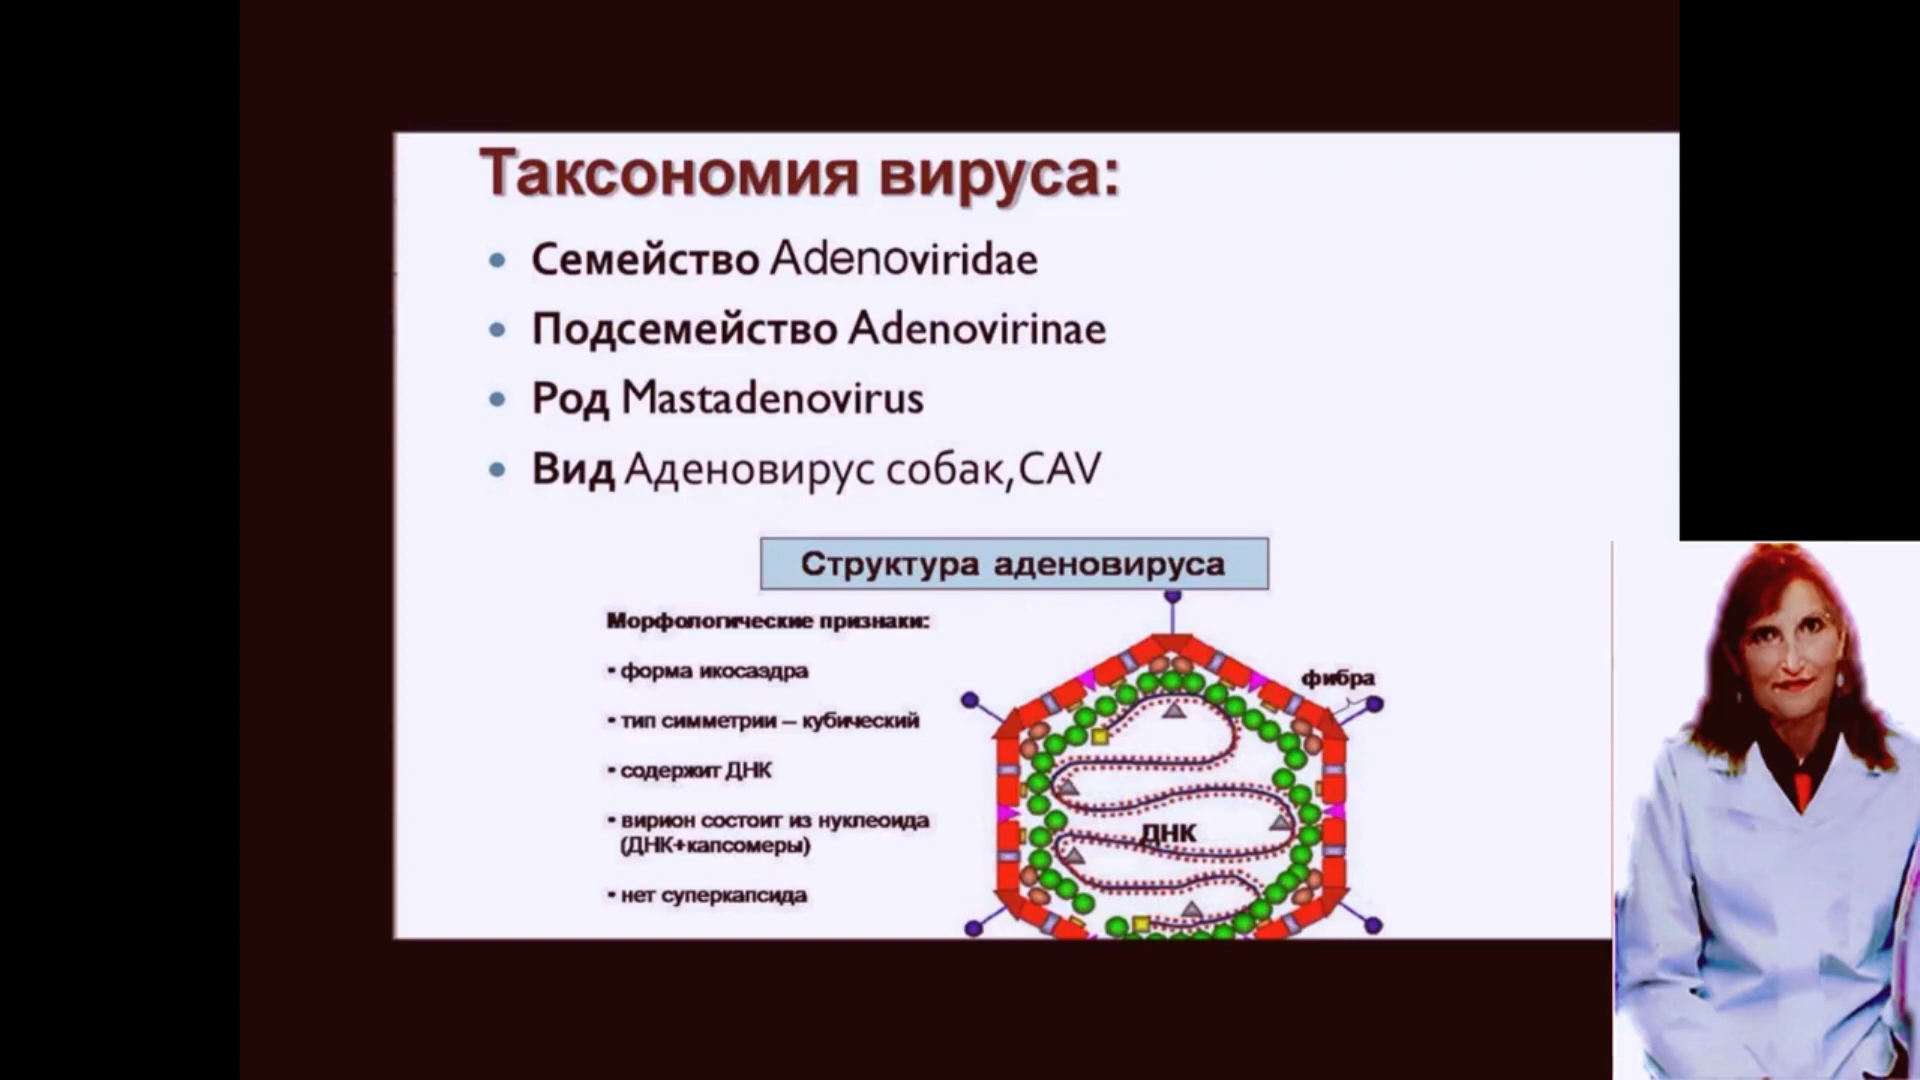 Таксономия вируса:
• Семейство Adenoviridae
• Подсемейство Adenovirinae
• Род Mastadenovirus
• Вид Аденовирус собак,CAV
Структура аденовируса
Морфологические признаки:
• форма икосаэдра
• тип симметрии – кубический
• содержит ДНК
• вирион состоит из нуклеоида
(ДНК+капсомеры)
• нет суперкапсида
фибра
ДНК